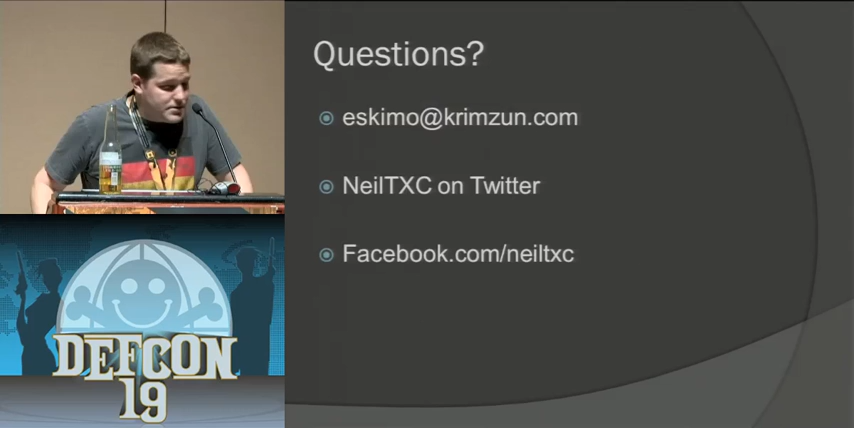 Questions?
eskimo@krimzun.com
NeilTXC on Twitter
Facebook.com/neiltxc
DEFCON
19